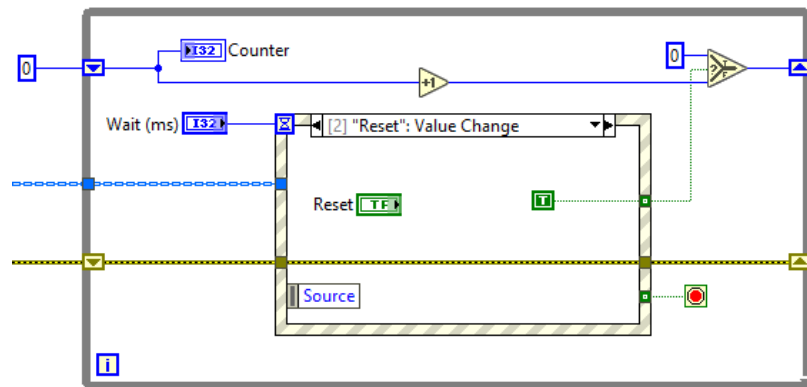 I32 Counter
0
0
+1
?
T
F
Wait (ms) I32
[2] "Reset": Value Change
Reset TF
T
Source
i